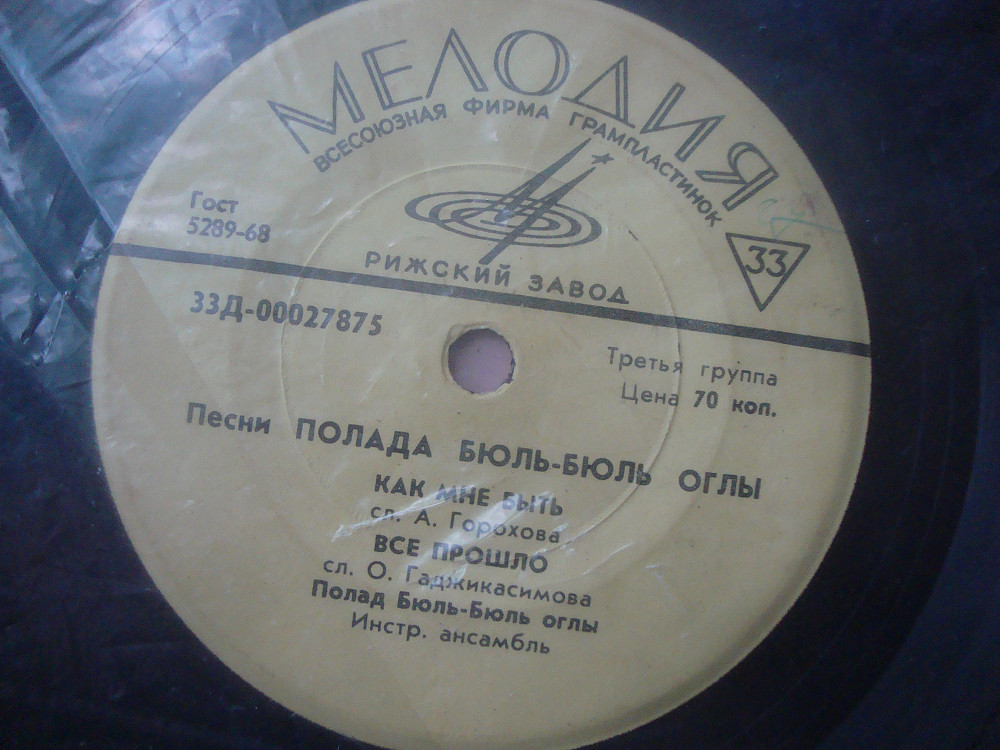 МЕЛОДИЯ
ВСЕСОЮЗНАЯ ФИРМА ГРАМПЛАСТИНОК
Гост
5289-68
33
РИЖСКИЙ ЗАВОД
33Д-00027875
Третья группа
Цена 70 коп.
Песни ПОЛАДА БЮЛЬ-БЮЛЬ ОГЛЫ
КАК МНЕ БЫТЬ
сл. А. Горохова
ВСЕ ПРОШЛО
сл. О. Гаджикасимова
Полад Бюль-Бюль оглы
Инстр. ансамбль